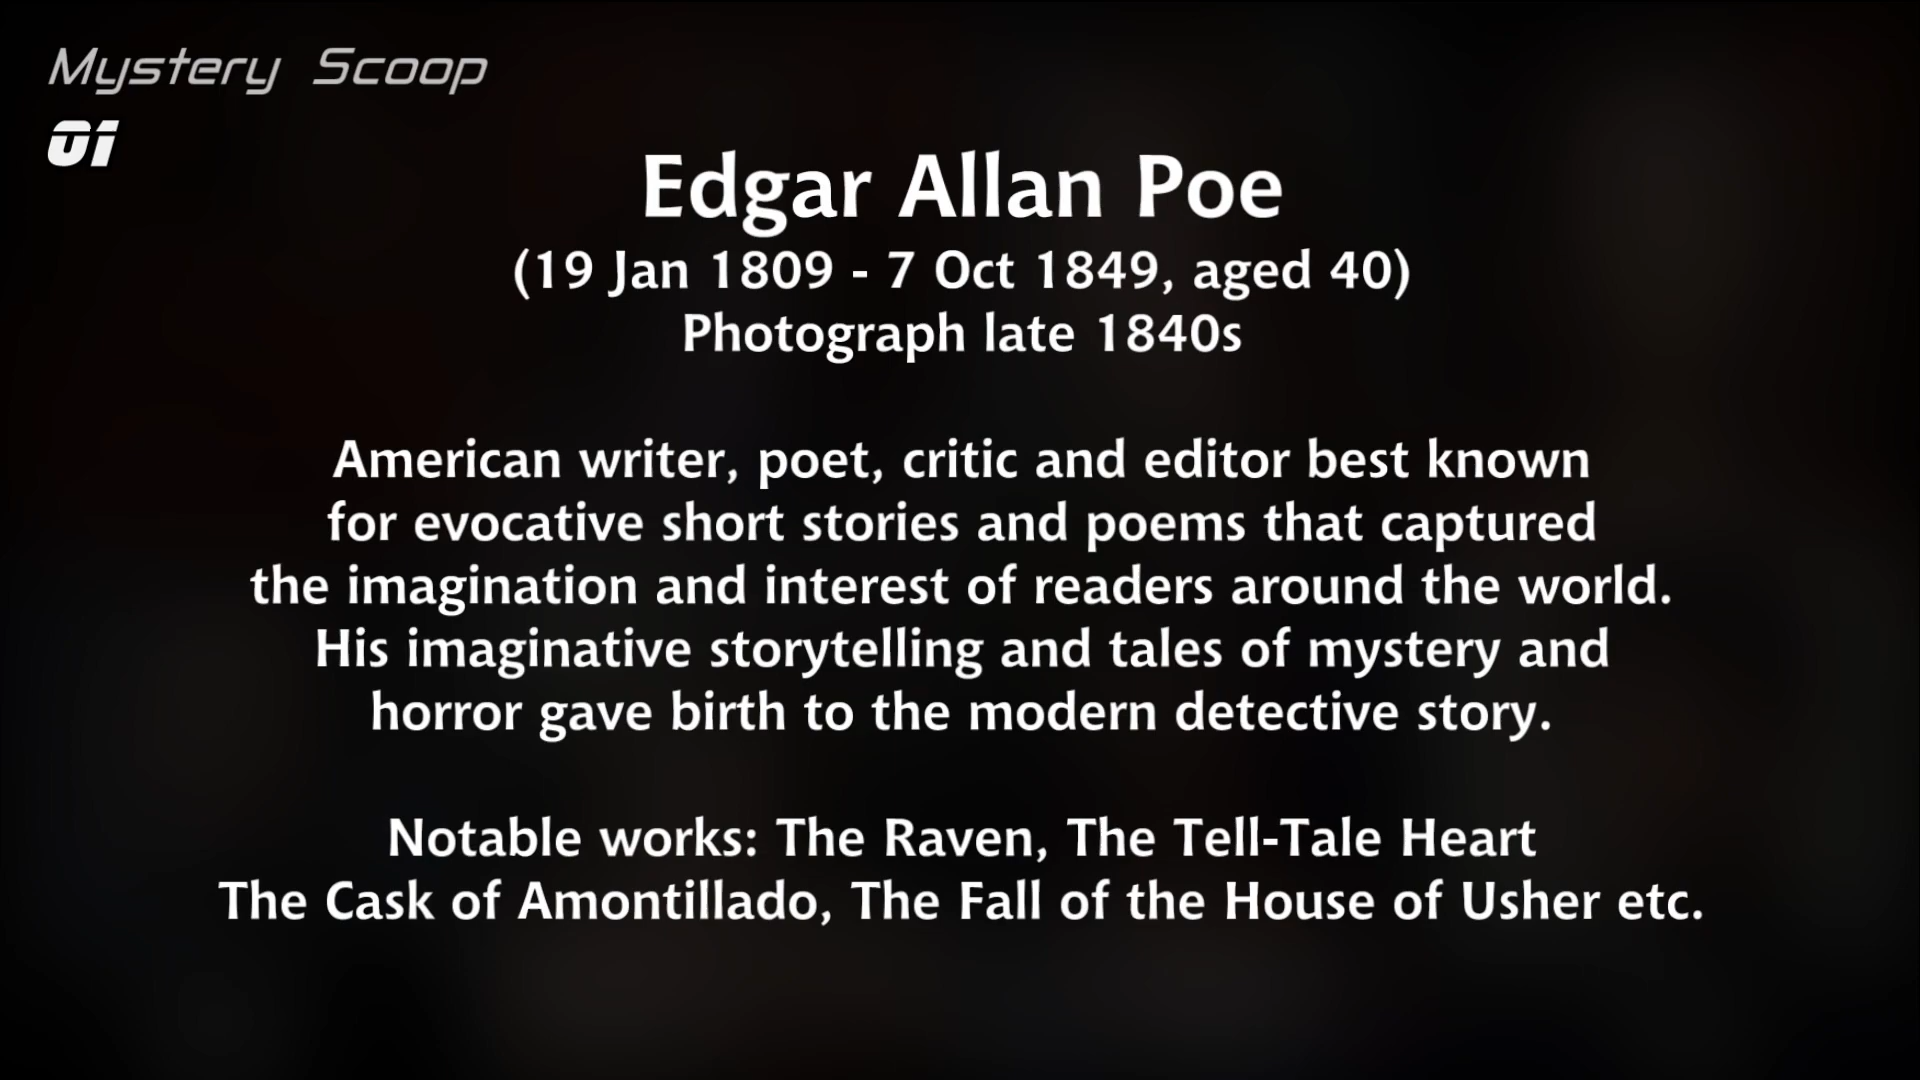 Mystery Scoop
01
Edgar Allan Poe
(19 Jan 1809 - 7 Oct 1849, aged 40)
Photograph late 1840s
American writer, poet, critic and editor best known
for evocative short stories and poems that captured
the imagination and interest of readers around the world.
His imaginative storytelling and tales of mystery and
horror gave birth to the modern detective story.
Notable works: The Raven, The Tell-Tale Heart
The Cask of Amontillado, The Fall of the House of Usher etc.